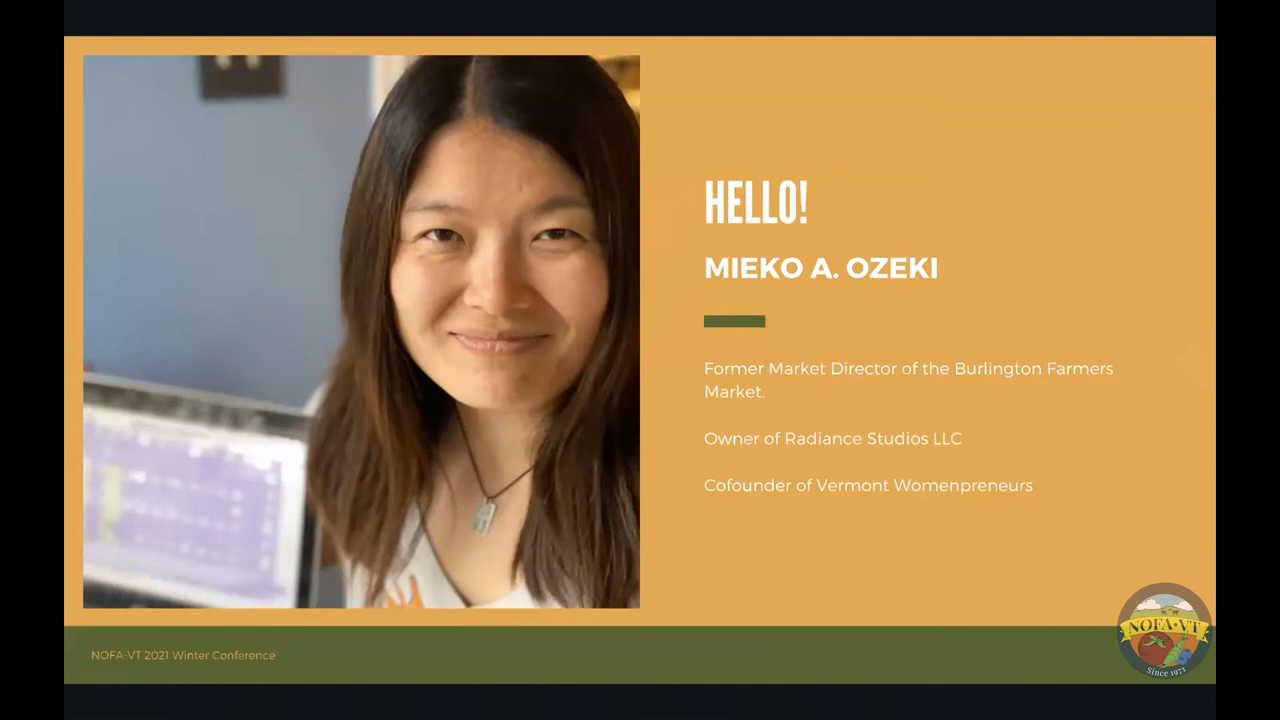 HELLO!
MIEKO A. OZEKI
Former Market Director of the Burlington Farmers
Market.
Owner of Radiance Studios LLC
Cofounder of Vermont Womenpreneurs
NOFA-VT
Since 1971
NOFA-VT 2021 Winter Conference